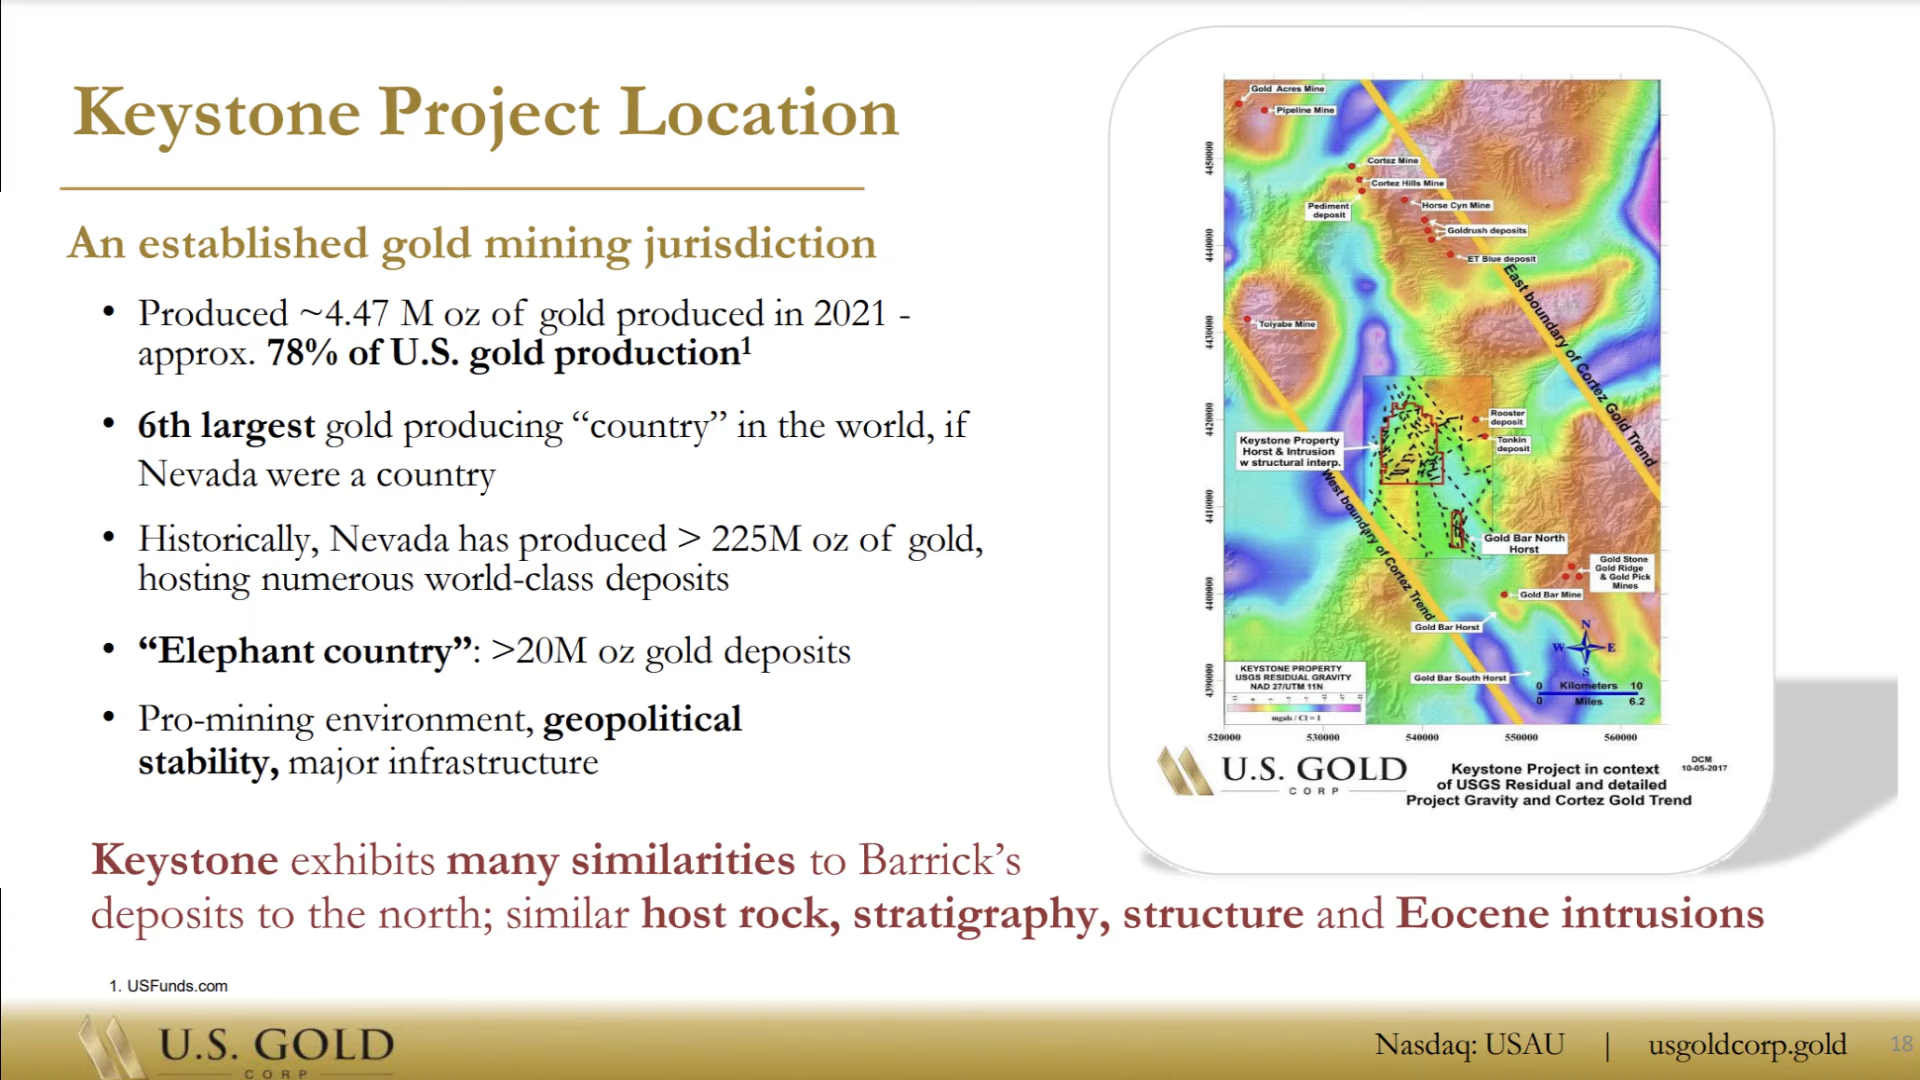 Keystone Project Location
An established gold mining jurisdiction
• Produced ~4.47 M oz of gold produced in 2021 -
approx. 78% of U.S. gold production1
• 6th largest gold producing “country” in the world, if
Nevada were a country
• Historically, Nevada has produced > 225M oz of gold,
hosting numerous world-class deposits
• “Elephant country”: >20M oz gold deposits
• Pro-mining environment, geopolitical
stability, major infrastructure
Keystone exhibits many similarities to Barrick’s
deposits to the north; similar host rock, stratigraphy, structure and Eocene intrusions
1. USFunds.com
Gold Acres Mine
Pipeline Mine
Cortez Mine
Cortez Hills Mine
Pediment
deposit
Horse Cyn Mine
Goldrush deposits
ET Blue deposit
East boundary of Cortez Gold Trend
Toiyabe Mine
Rooster
deposit
Tonkin
deposit
Keystone Property
Horst & Intrusion
w structural interp.
West boundary of Cortez Trend
Gold Bar North
Horst
Gold Stone
Gold Ridge
& Gold Pick
Mines
Gold Bar Mine
Gold Bar Horst
Gold Bar South Horst
N
W E
S
0 Kilometers 10
0 Miles 6.2
KEYSTONE PROPERTY
USGS RESIDUAL GRAVITY
NAD 27/UTM 11N
mgals / CI = 1
4450000
4440000
4430000
4420000
4410000
4400000
4390000
520000 530000 540000 550000 560000
U.S. GOLD
CORP
Keystone Project in context
of USGS Residual and detailed
Project Gravity and Cortez Gold Trend
DCM
10-05-2017
U.S. GOLD
CORP
Nasdaq: USAU | usgoldcorp.gold 18